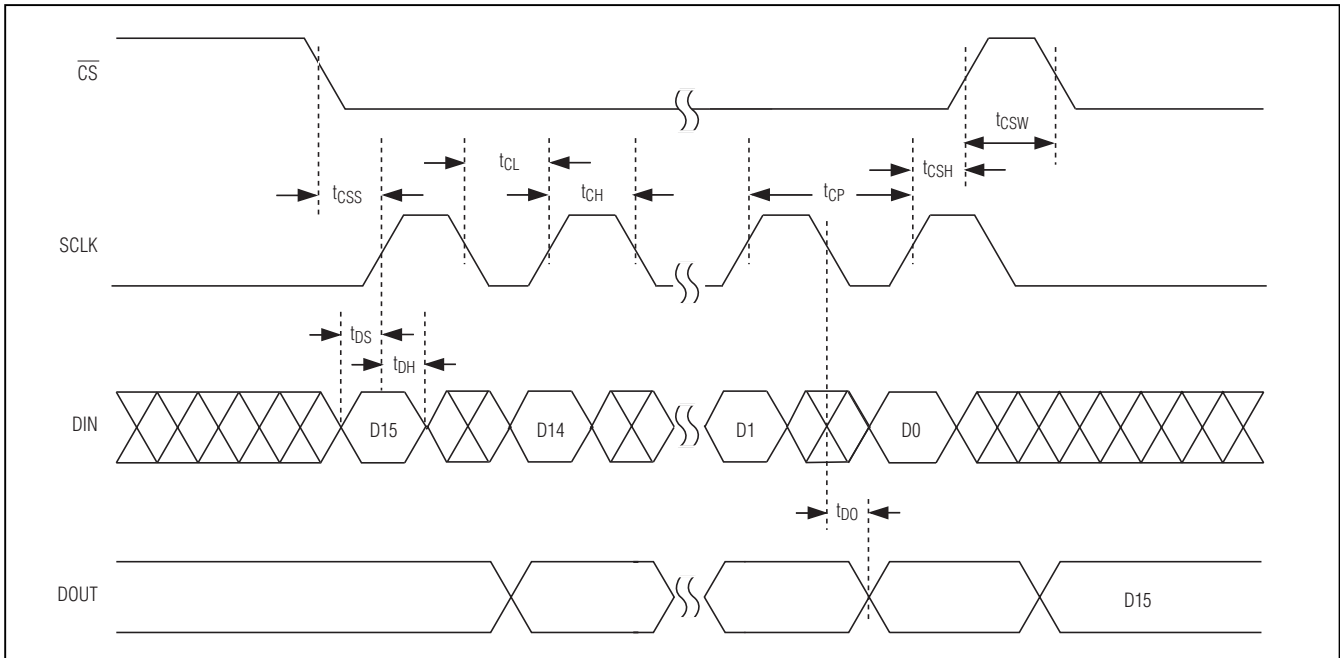 CS
tCSW
tCL
tCSH
tCSS
tCH
tCP
SCLK
tDS
tDH
DIN
D15
D14
D1
D0
tDO
DOUT
D15